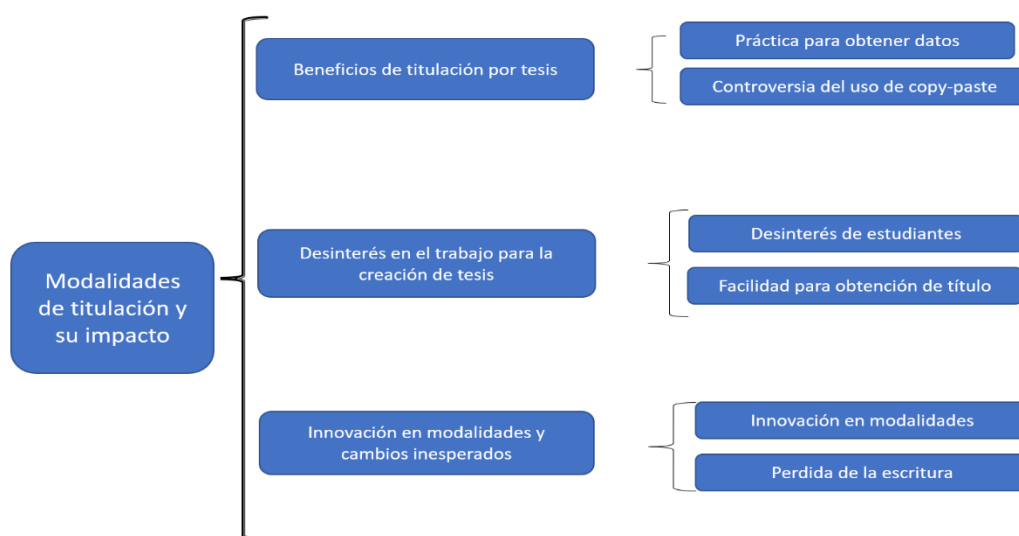 Modalidades
de titulación y
su impacto
Beneficios de titulación por tesis
Práctica para obtener datos
Controversia del uso de copy-paste
Desinterés en el trabajo para la
creación de tesis
Desinterés de estudiantes
Facilidad para obtención de título
Innovación en modalidades y
cambios inesperados
Innovación en modalidades
Perdida de la escritura